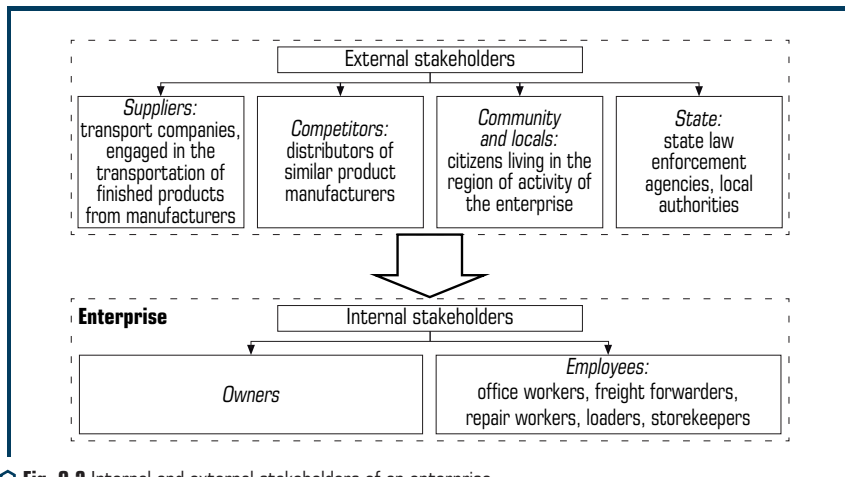 External stakeholders
Suppliers:
transport companies,
engaged in the
transportation of
finished products
from manufacturers
Competitors:
distributors of
similar product
manufacturers
Community
and locals:
citizens living in the
region of activity of
the enterprise
State:
state law
enforcement
agencies, local
authorities
Enterprise
Internal stakeholders
Owners
Employees:
office workers, freight forwarders,
repair workers, loaders, storekeepers
Fig. Internal and external stakeholders of an enterprise